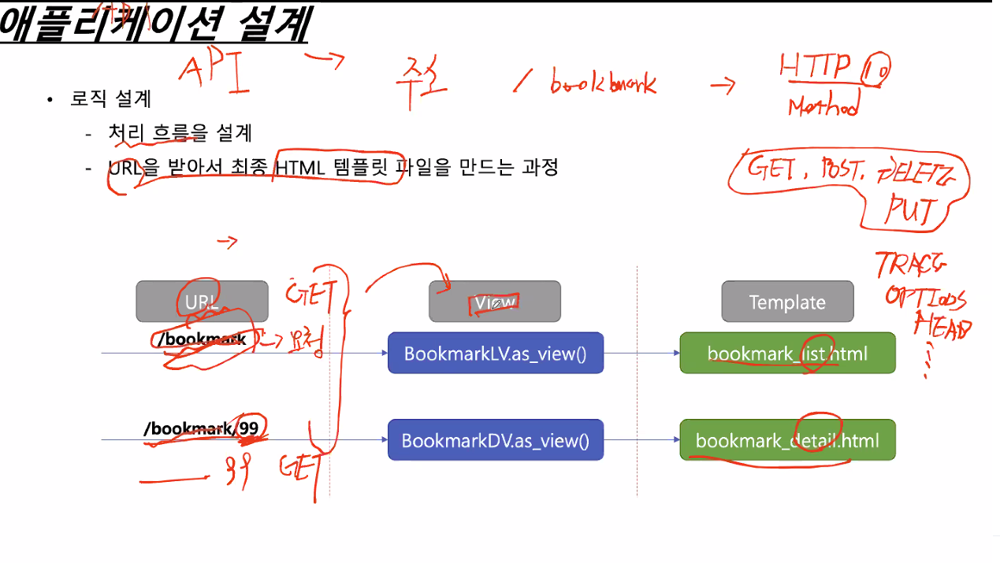 애플리케이션 설계
API → 주소 / bookbmark → HTTP 10
Method
• 로직 설계
- 처리 흐름을 설계
- URL을 받아서 최종 HTML 템플릿 파일을 만드는 과정
GET, POST, DELETE
PUT
→
TRACE
OPTIONS
HEAD
URL
GET
View
Template
/bookmark
→ 요청
BookmarkLV.as_view()
bookmark_list.html
/bookmark/99
BookmarkDV.as_view()
bookmark_detail.html
99
GET